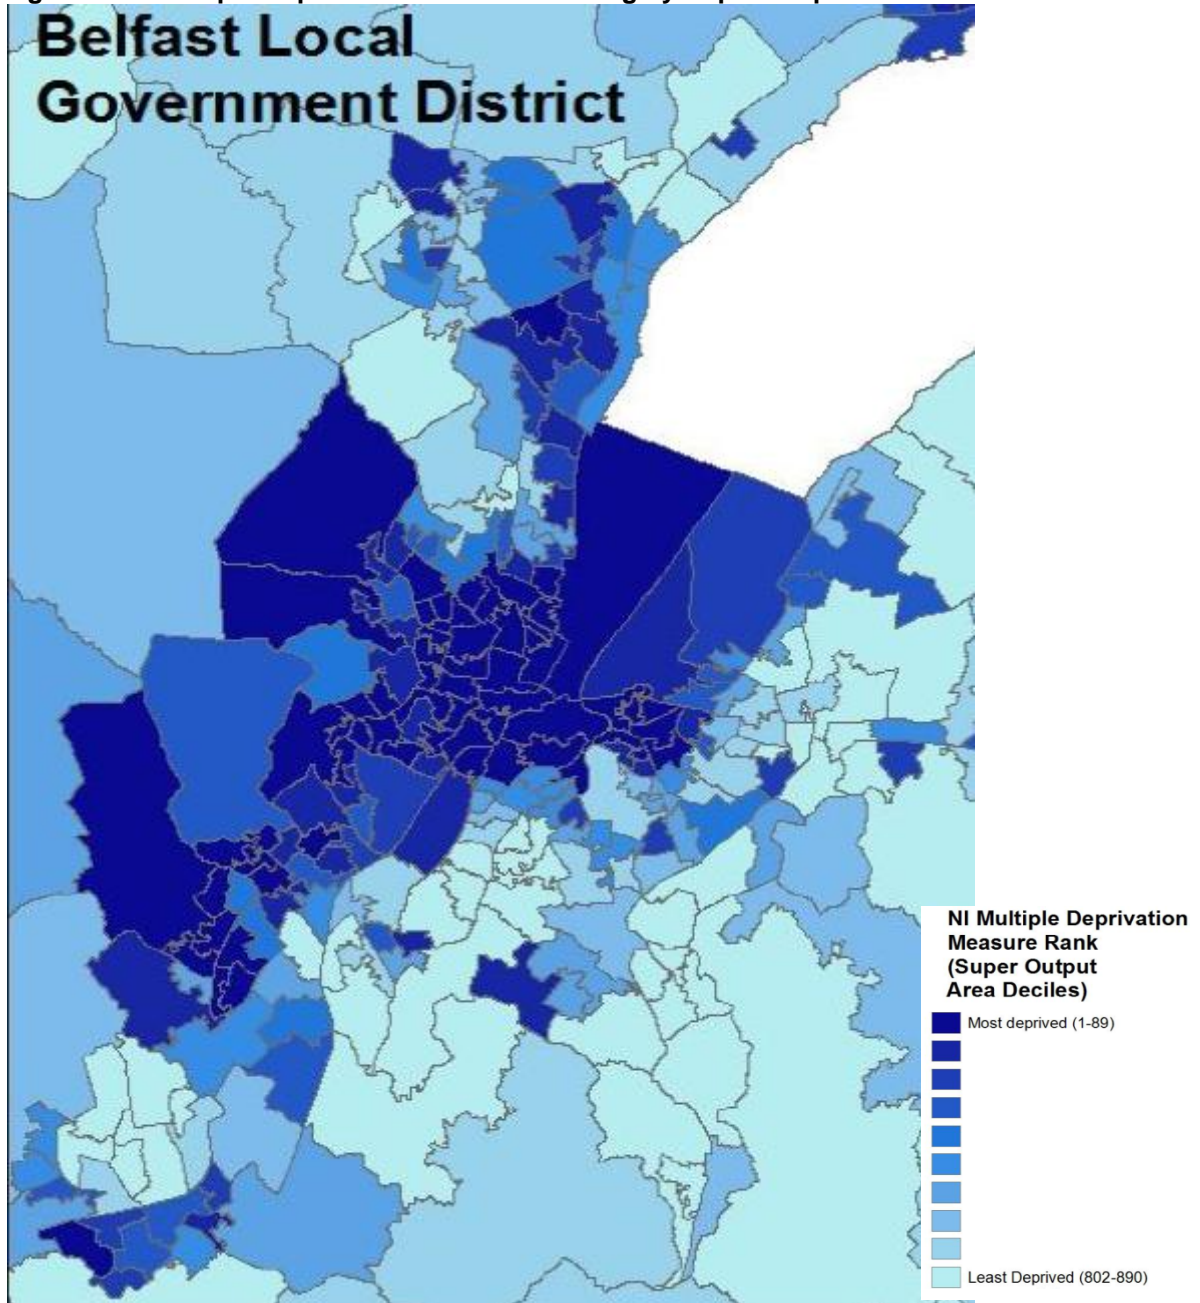 Belfast Local
Government District
NI Multiple Deprivation
Measure Rank
(Super Output
Area Deciles)
Most deprived (1-89)
Least Deprived (802-890)